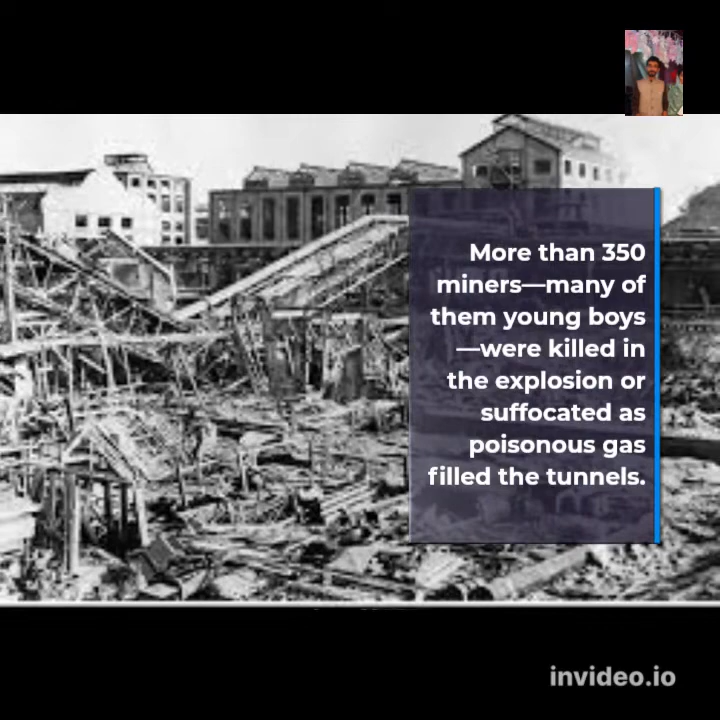 More than 350
miners—many of
them young boys
—were killed in
the explosion or
suffocated as
poisonous gas
filled the tunnels.
invideo.io